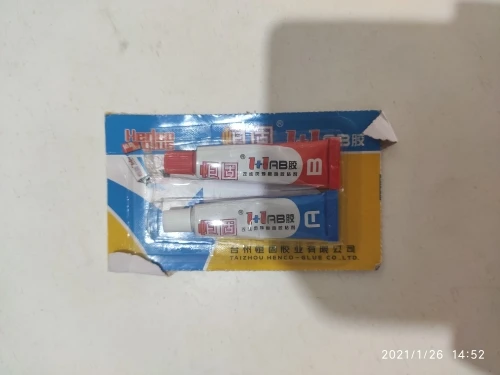 Henco
恒固 1+1AB胶
恒固 1+1AB胶
B
恒固 1+1AB胶
台州恒固胶业有限公司
TAIZHOU HENCO-GLUE CO.,LTD.
2021/1/26 14:52